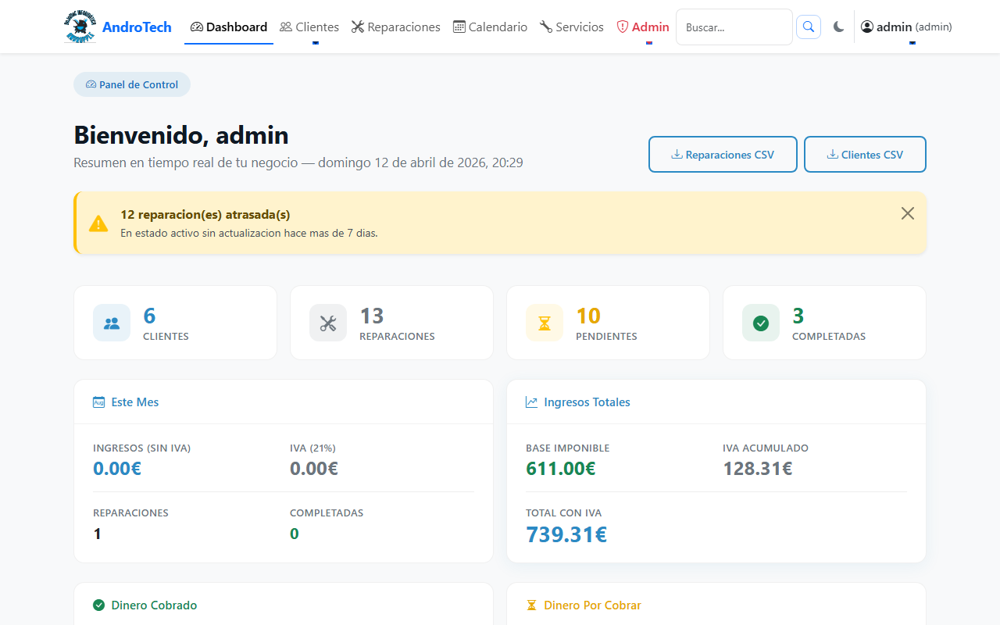 AndroTech
Dashboard
Clientes
Reparaciones
Calendario
Servicios
Admin
Buscar...
admin (admin)
Panel de Control
Bienvenido, admin
Resumen en tiempo real de tu negocio — domingo 12 de abril de 2026, 20:29
Reparaciones CSV
Clientes CSV
12 reparacion(es) atrasada(s)
En estado activo sin actualizacion hace mas de 7 dias.
6
CLIENTES
13
REPARACIONES
10
PENDIENTES
3
COMPLETADAS
Aug
Este Mes
INGRESOS (SIN IVA)
0.00€
IVA (21%)
0.00€
REPARACIONES
1
COMPLETADAS
0
Ingresos Totales
BASE IMPONIBLE
611.00€
IVA ACUMULADO
128.31€
TOTAL CON IVA
739.31€
Dinero Cobrado
Dinero Por Cobrar